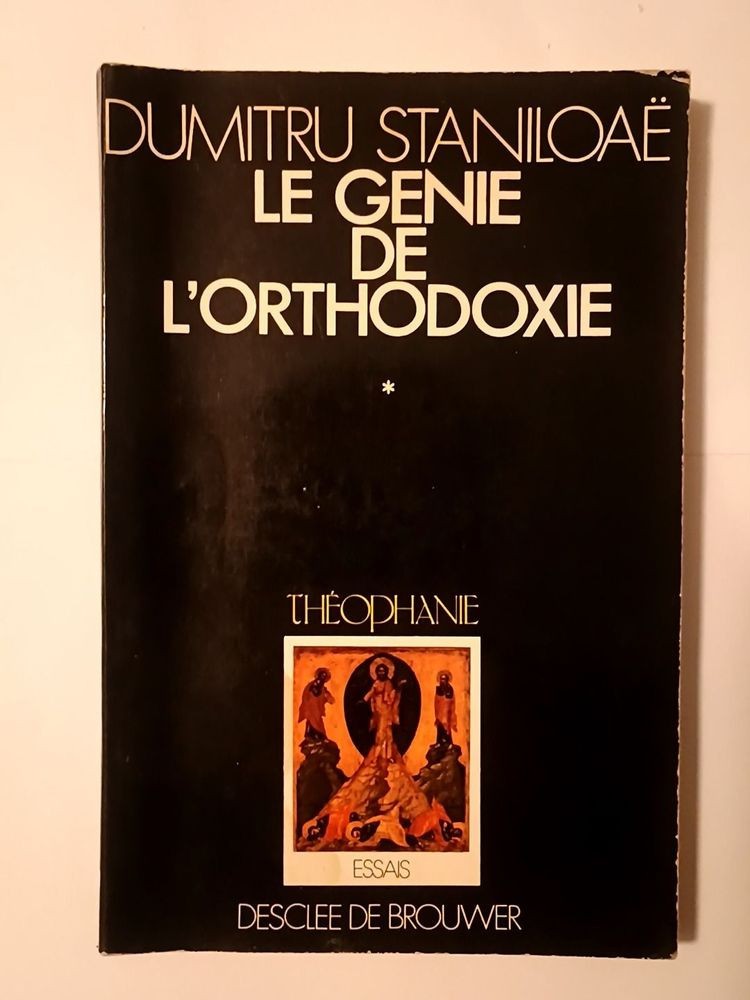 DUMITRU STANILOAË
LE GENIE
DE
L'ORTHODOXIE
*
THÉOPHANIE
ESSAIS
DESCLEE DE BROUWER